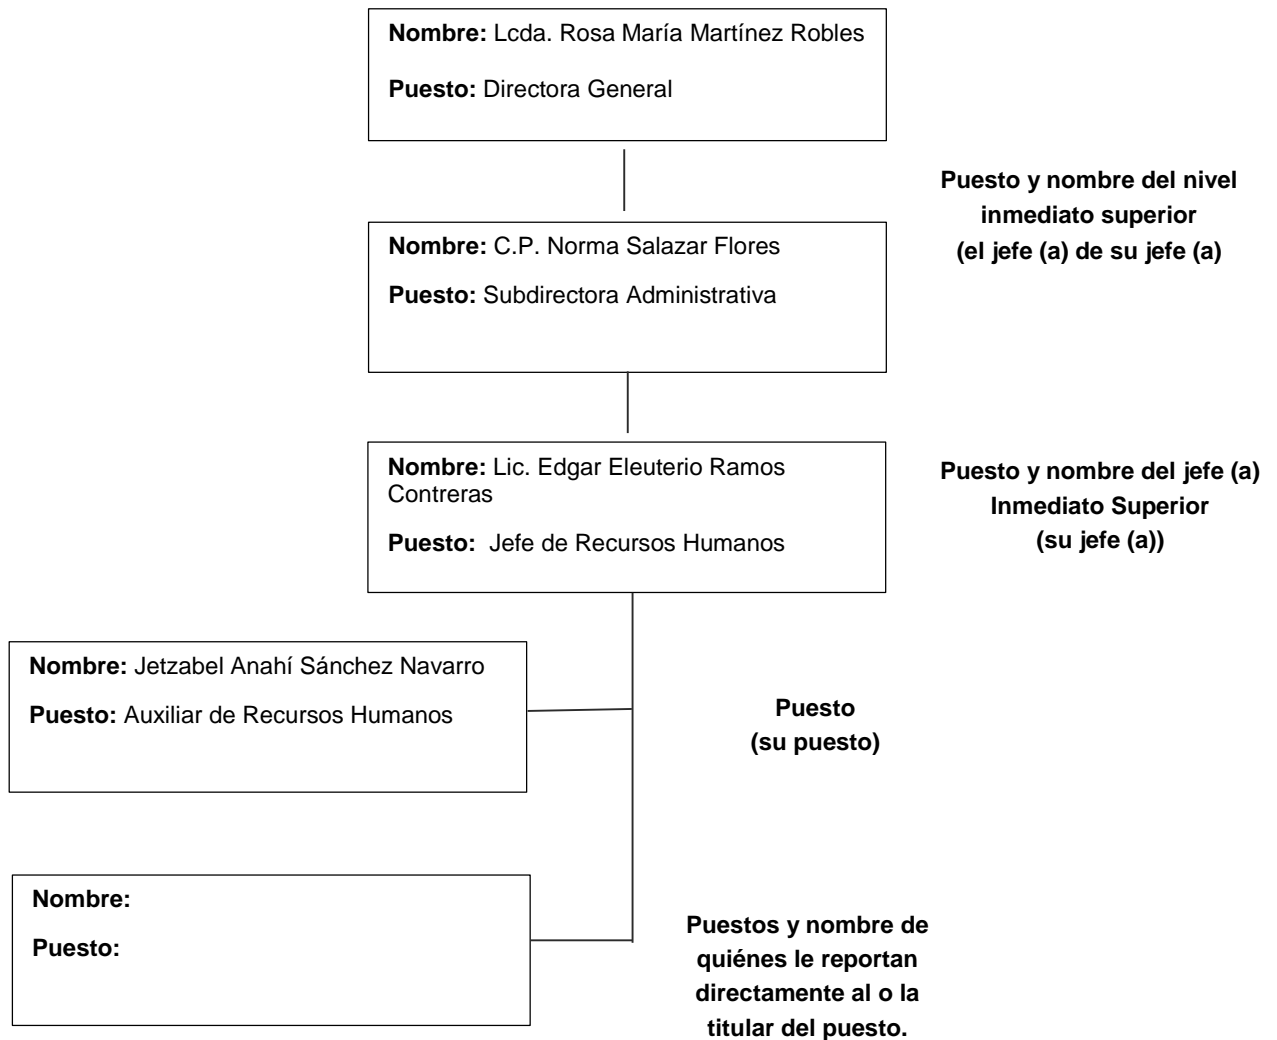 Nombre: Lcda. Rosa María Martínez Robles
Puesto: Directora General
Puesto y nombre del nivel
inmediato superior
(el jefe (a) de su jefe (a)
Nombre: C.P. Norma Salazar Flores
Puesto: Subdirectora Administrativa
Nombre: Lic. Edgar Eleuterio Ramos
Contreras
Puesto: Jefe de Recursos Humanos
Puesto y nombre del jefe (a)
Inmediato Superior
(su jefe (a))
Nombre: Jetzabel Anahí Sánchez Navarro
Puesto: Auxiliar de Recursos Humanos
Puesto
(su puesto)
Nombre:
Puesto:
Puestos y nombre de
quiénes le reportan
directamente al o la
titular del puesto.